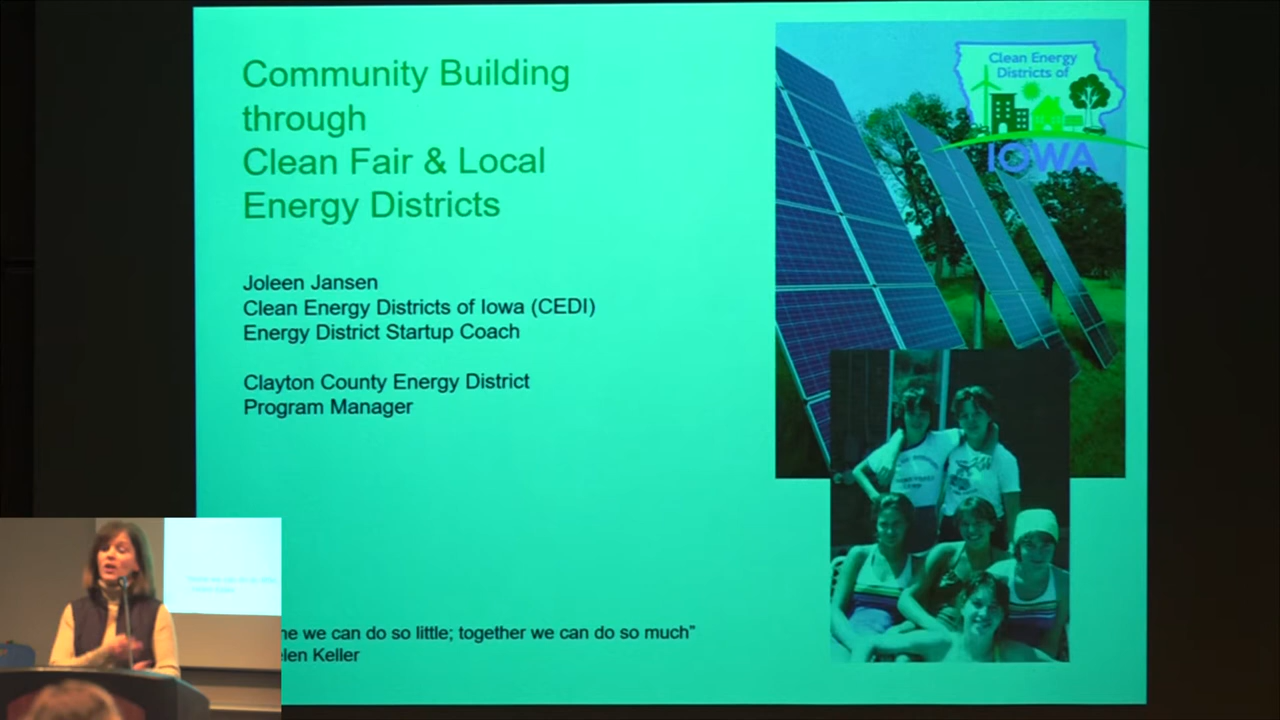 Community Building
through
Clean Fair & Local
Energy Districts
Joleen Jansen
Clean Energy Districts of Iowa (CEDI)
Energy District Startup Coach
Clayton County Energy District
Program Manager
ne we can do so little; together we can do so much”
elen Keller
Clean Energy
Districts of
IOWA